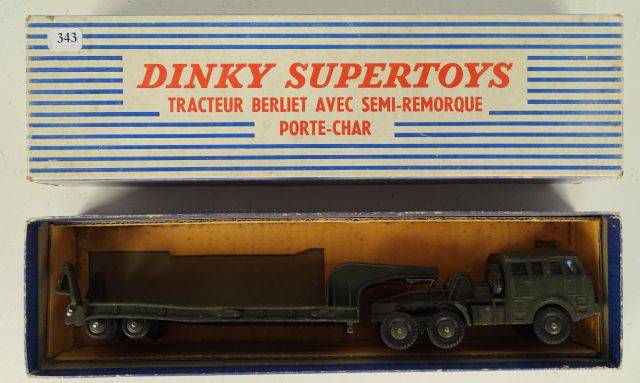 343
DINKY SUPERTOYS
TRACTEUR BERLIET AVEC SEMI-REMORQUE
PORTE-CHAR